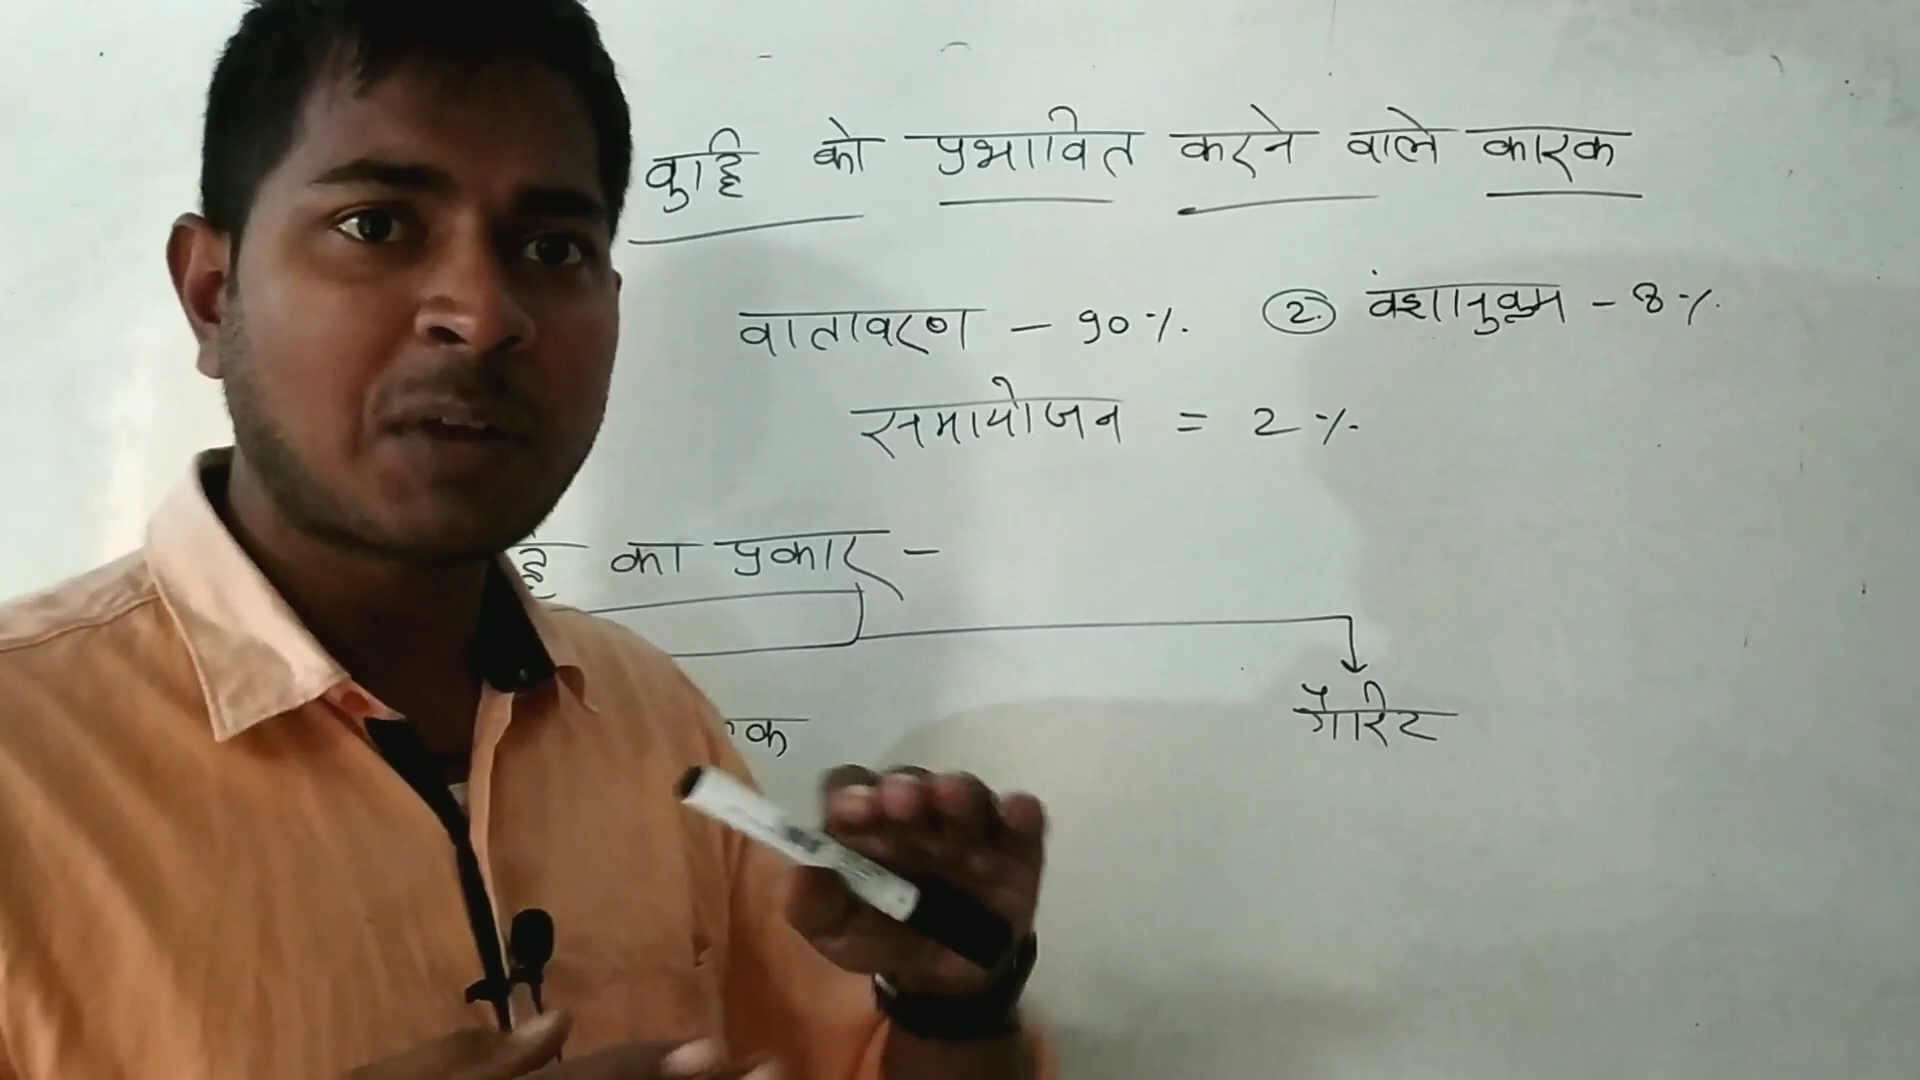 बुद्धि को प्रभावित करने वाले कारक
वातावरण – 90% ② वंशानुक्रम – 8%
समायोजन = 2%
का प्रकार –
गैरिट